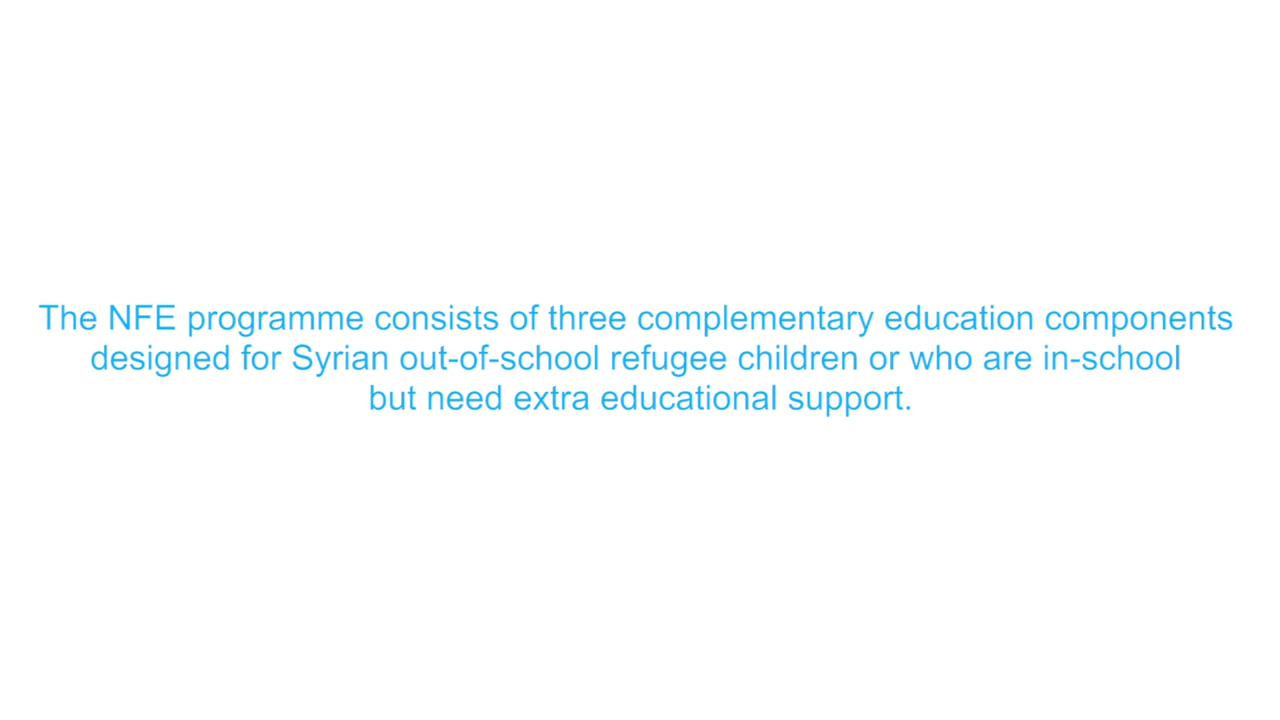 The NFE programme consists of three complementary education components
designed for Syrian out-of-school refugee children or who are in-school
but need extra educational support.